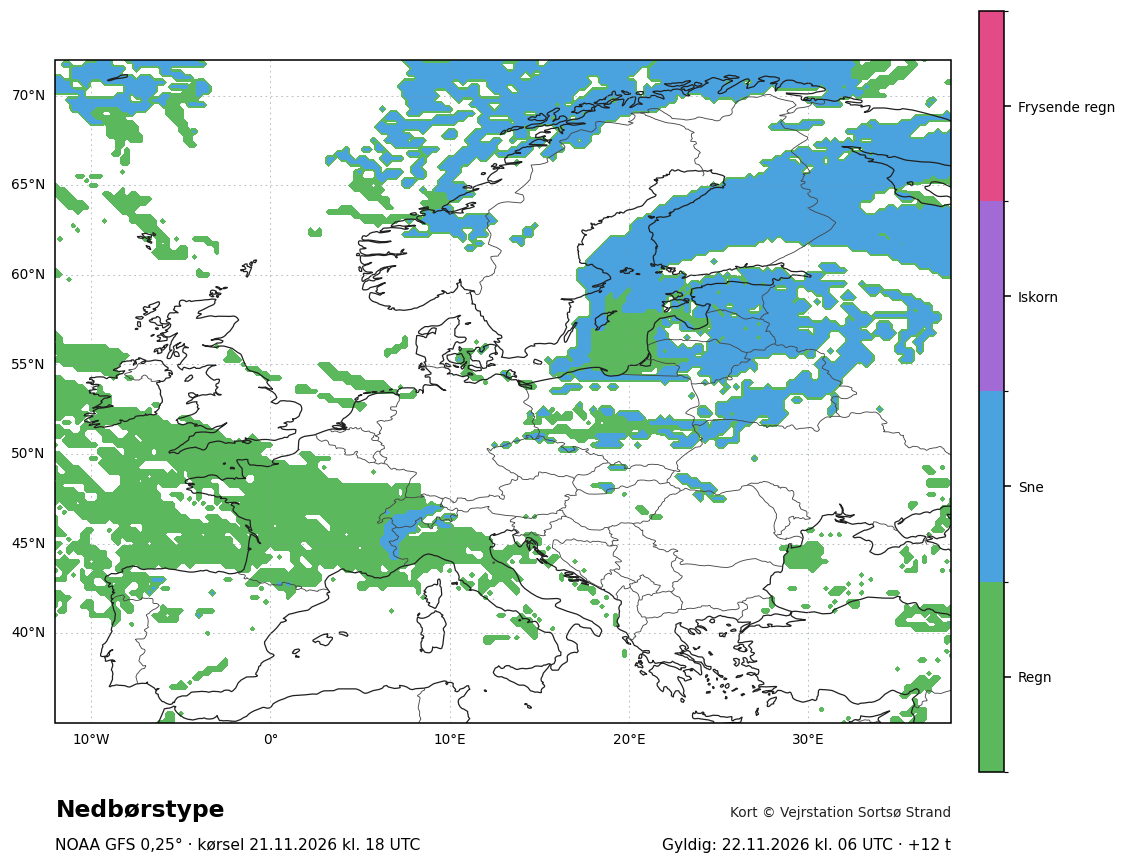 70°N
65°N
60°N
55°N
50°N
45°N
40°N
10°W
0°
10°E
20°E
30°E
Frysende regn
Iskorn
Sne
Regn
Nedbørstype
Kort © Vejrstation Sortsø Strand
NOAA GFS 0,25° · kørsel 21.11.2026 kl. 18 UTC
Gyldig: 22.11.2026 kl. 06 UTC · +12 t